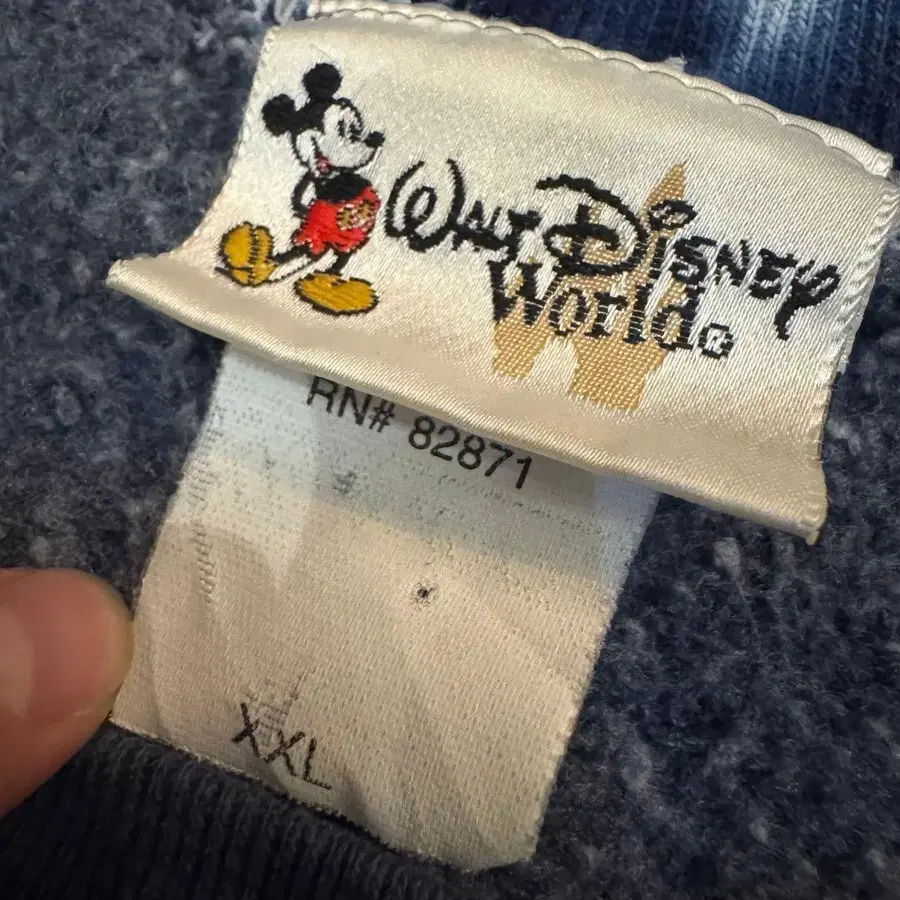 WALT DISNEY
World®
RN# 82871
XXL